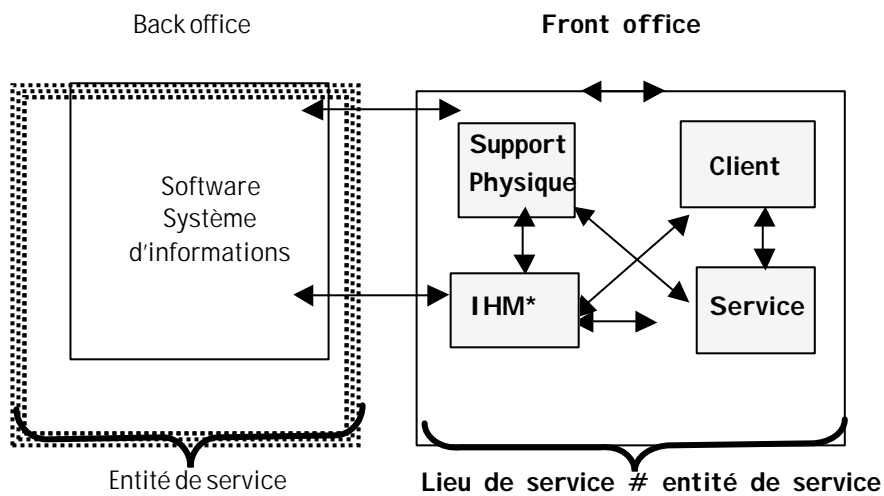 Back office
Front office
Support
Physique
Client
Software
Système
d'informations
IHM*
Service
Entité de service
Lieu de service # entité de service